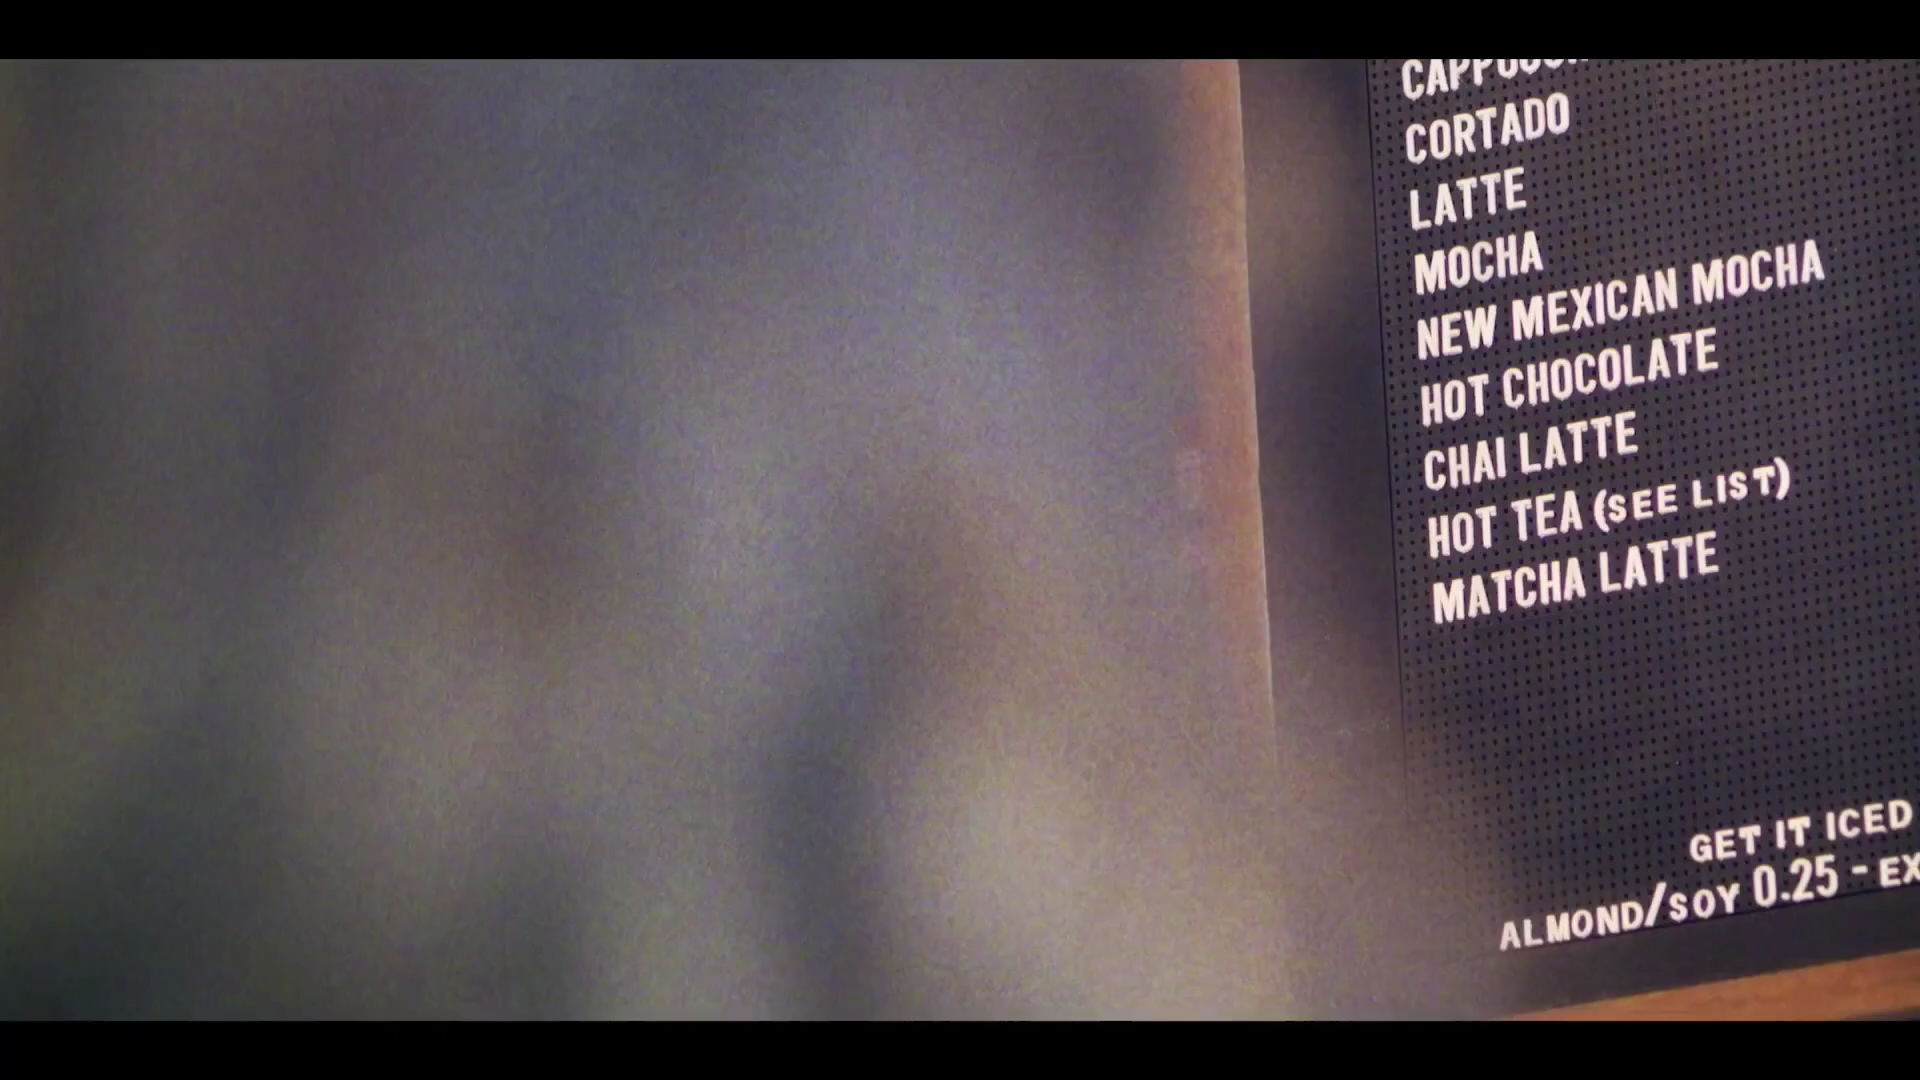 CORTADO
LATTE
MOCHA
NEW MEXICAN MOCHA
HOT CHOCOLATE
CHAI LATTE
HOT TEA (SEE LIST)
MATCHA LATTE
GET IT ICED
ALMOND/SOY 0.25 - EX